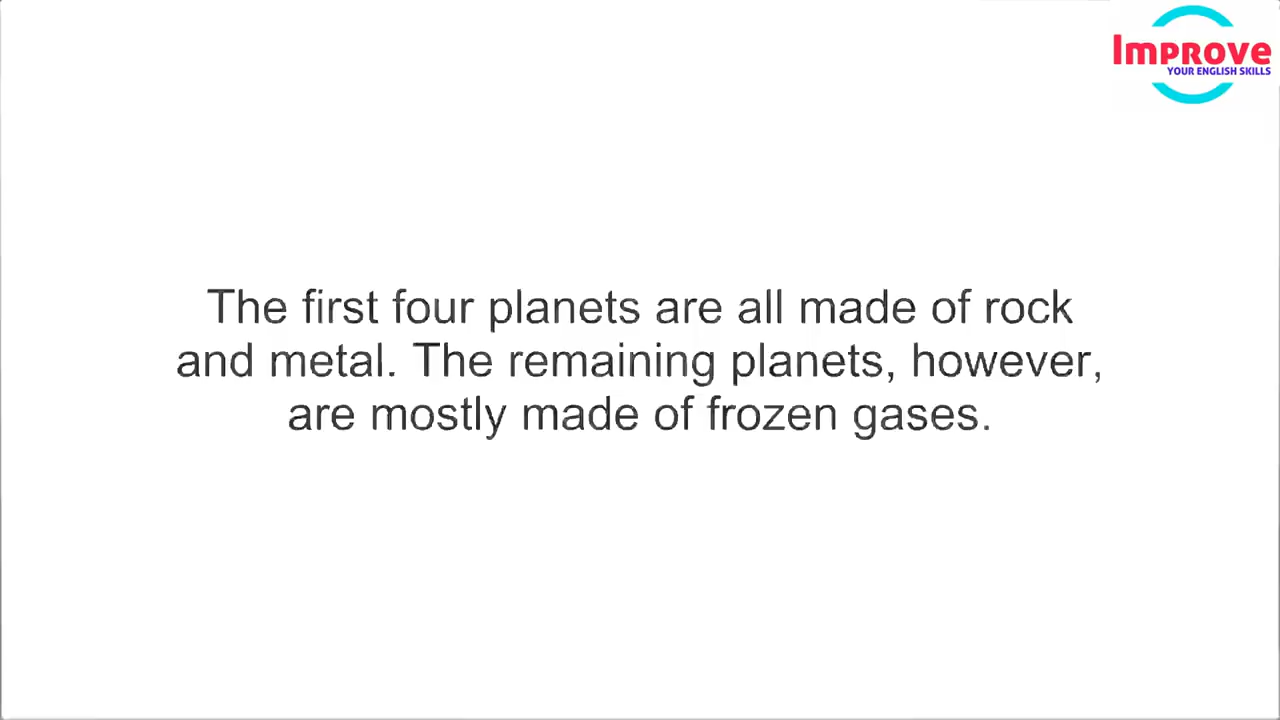 Improve
YOUR ENGLISH SKILLS
The first four planets are all made of rock
and metal. The remaining planets, however,
are mostly made of frozen gases.